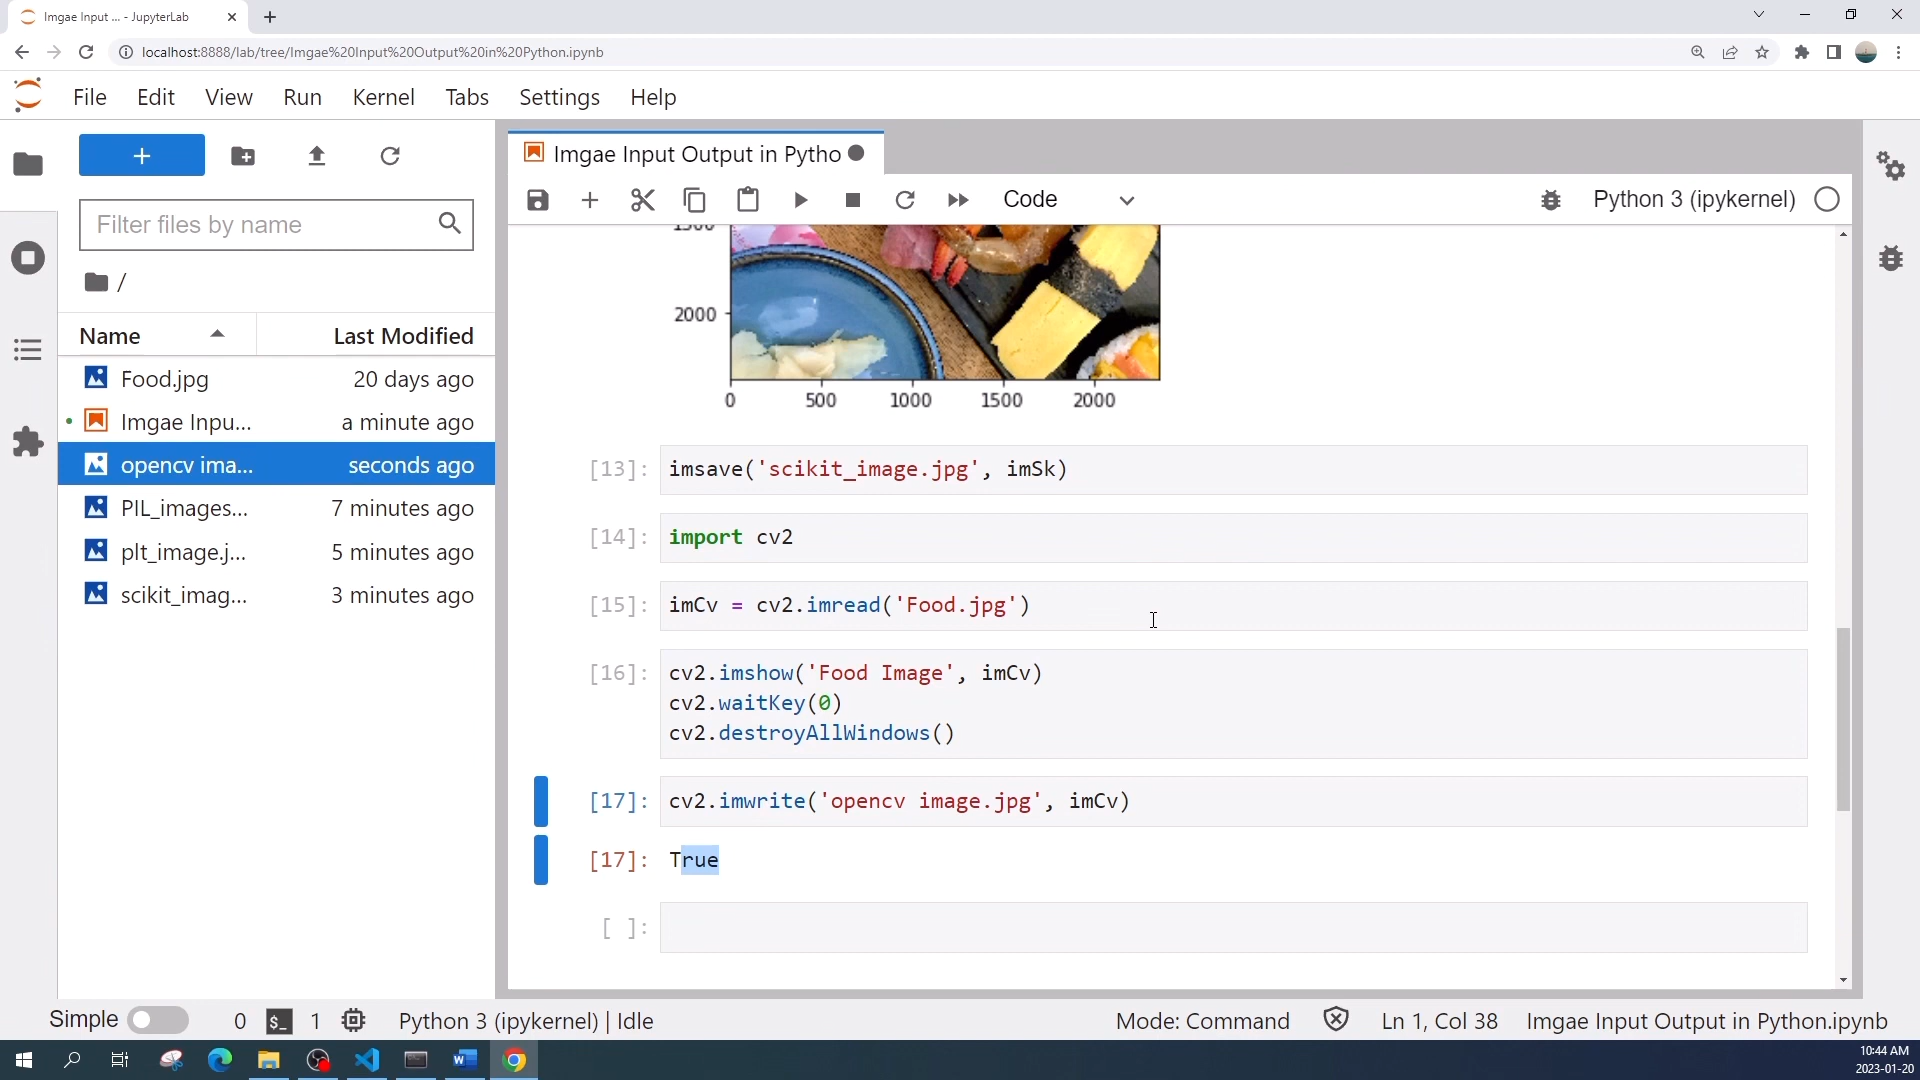 Imgae Input ... - JupyterLab
localhost:8888/lab/tree/Imgae%20Input%20Output%20in%20Python.ipynb
File Edit View Run Kernel Tabs Settings Help
Imgae Input Output in Pytho
Code
Python 3 (ipykernel)
Filter files by name
/
Name Last Modified
Food.jpg 20 days ago
Imgae Inpu... a minute ago
opencv ima... seconds ago
PIL_images... 7 minutes ago
plt_image.j... 5 minutes ago
scikit_imag... 3 minutes ago
1500
2000
0 500 1000 1500 2000
[13]: imsave('scikit_image.jpg', imSk)
[14]: import cv2
[15]: imCv = cv2.imread('Food.jpg')
[16]: cv2.imshow('Food Image', imCv)
cv2.waitKey(0)
cv2.destroyAllWindows()
[17]: cv2.imwrite('opencv image.jpg', imCv)
[17]: True
[ ]:
Simple 0 $_ 1 Python 3 (ipykernel) | Idle Mode: Command Ln 1, Col 38 Imgae Input Output in Python.ipynb
10:44 AM
2023-01-20